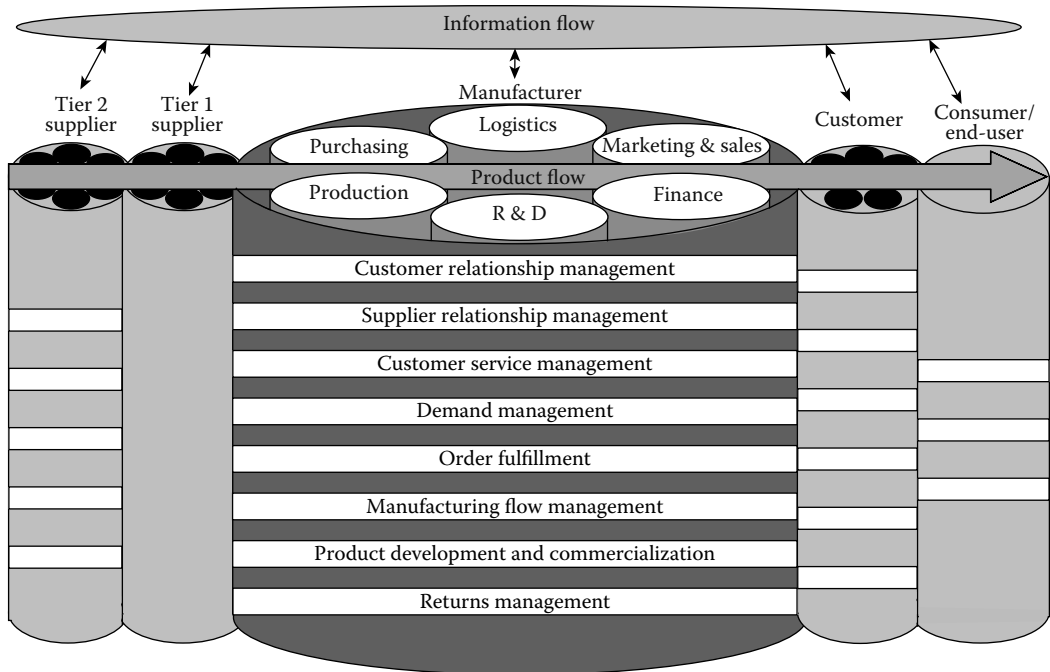 Information flow
Tier 2
supplier
Tier 1
supplier
Manufacturer
Customer
Consumer/
end-user
Logistics
Purchasing
Marketing & sales
Product flow
Production
R & D
Finance
Customer relationship management
Supplier relationship management
Customer service management
Demand management
Order fulfillment
Manufacturing flow management
Product development and commercialization
Returns management